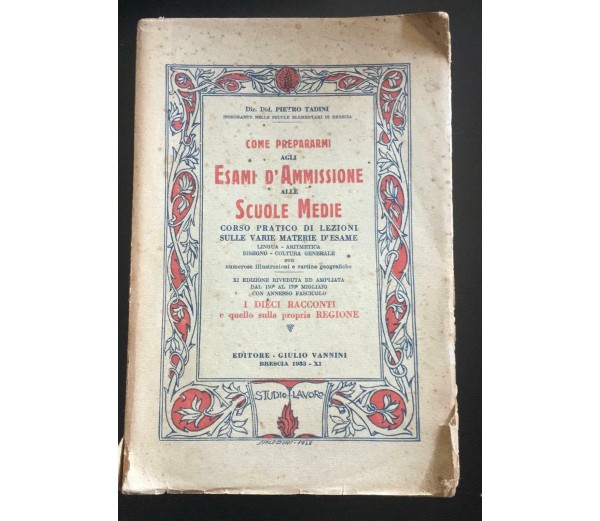 Dir. Did. PIETRO TADINI
INSEGNANTE NELLE SCUOLE ELEMENTARI DI BRESCIA
COME PREPARARMI
AGLI
ESAMI D'AMMISSIONE
ALLE
SCUOLE MEDIE
CORSO PRATICO DI LEZIONI
SULLE VARIE MATERIE D'ESAME
LINGUA - ARITMETICA
DISEGNO - COLTURA GENERALE
con
numerose illustrazioni e cartine geografiche
XI EDIZIONE RIVEDUTA ED AMPLIATA
DAL 150° AL 170° MIGLIAIO
CON ANNESSO FASCICOLO
I DIECI RACCONTI
e quello sulla propria REGIONE
EDITORE - GIULIO VANNINI
BRESCIA 1933 - XI
STUDIO LAVORO